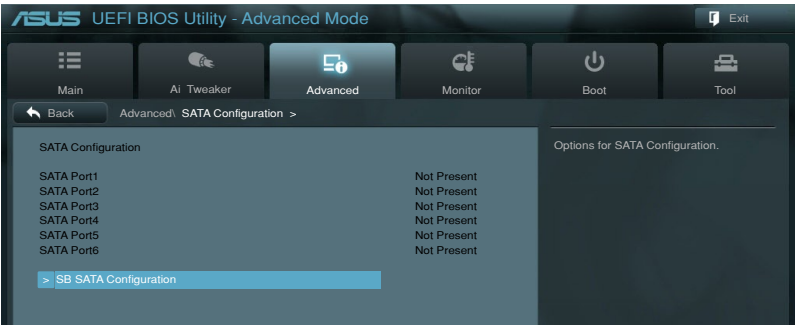 ASUS UEFI BIOS Utility - Advanced Mode
Exit
Main
Ai Tweaker
Advanced
Monitor
Boot
Tool
Back
Advanced\ SATA Configuration >
SATA Configuration
Options for SATA Configuration.
SATA Port1 Not Present
SATA Port2 Not Present
SATA Port3 Not Present
SATA Port4 Not Present
SATA Port5 Not Present
SATA Port6 Not Present
> SB SATA Configuration